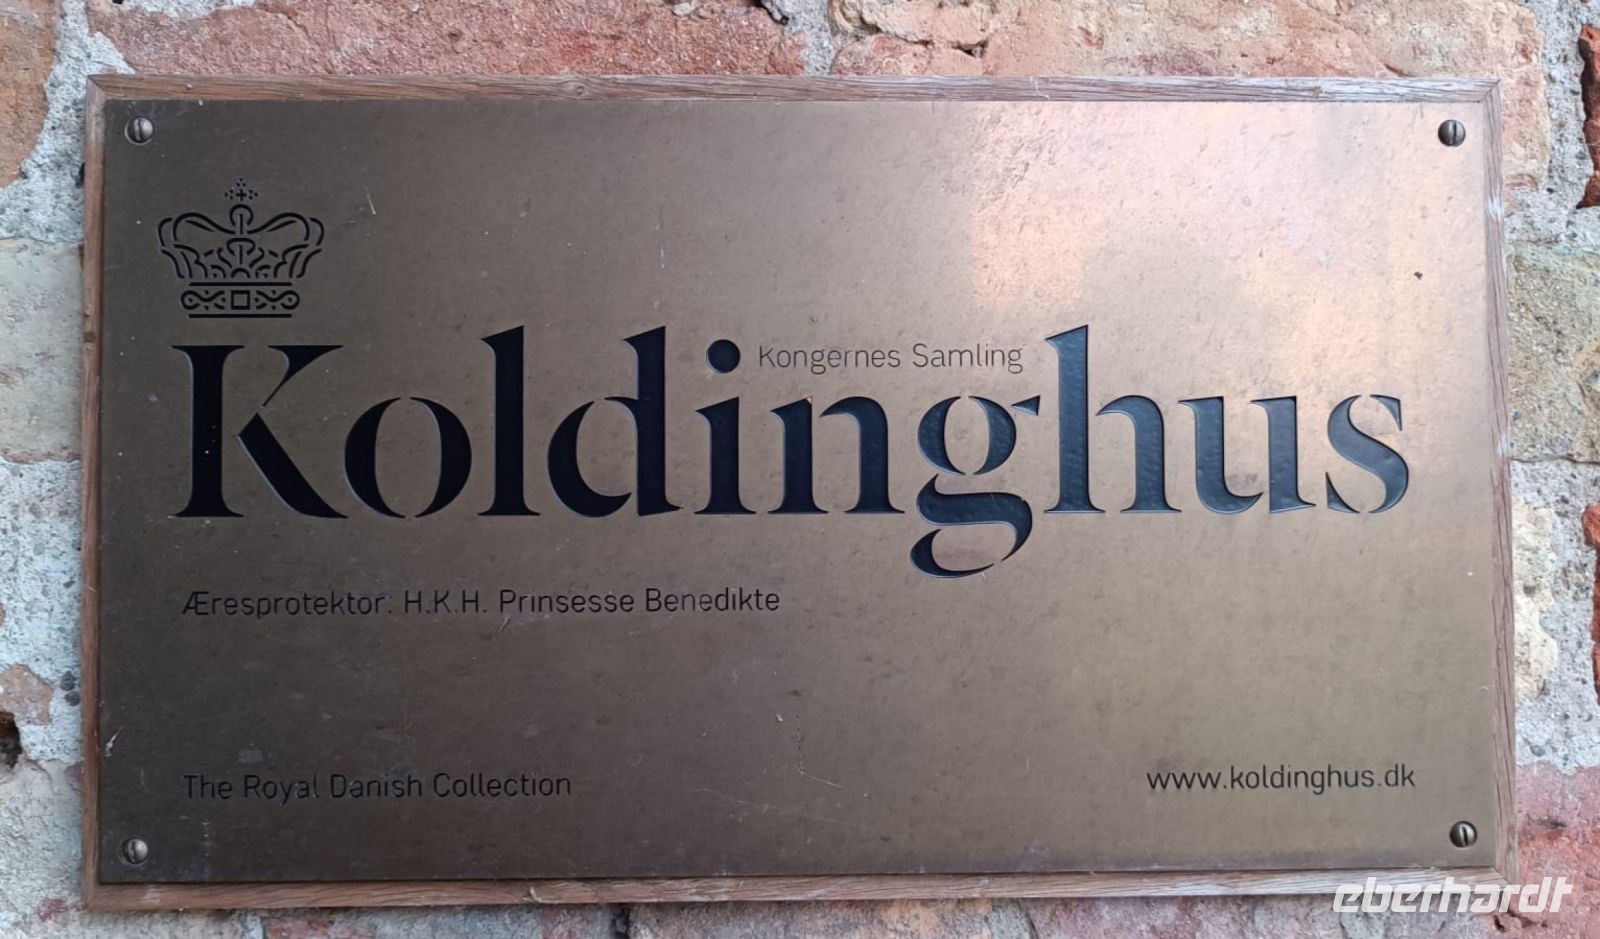 Kongernes Samling
Koldinghus
Æresprotektor: H.K.H. Prinsesse Benedikte
The Royal Danish Collection
www.koldinghus.dk
eberhardt